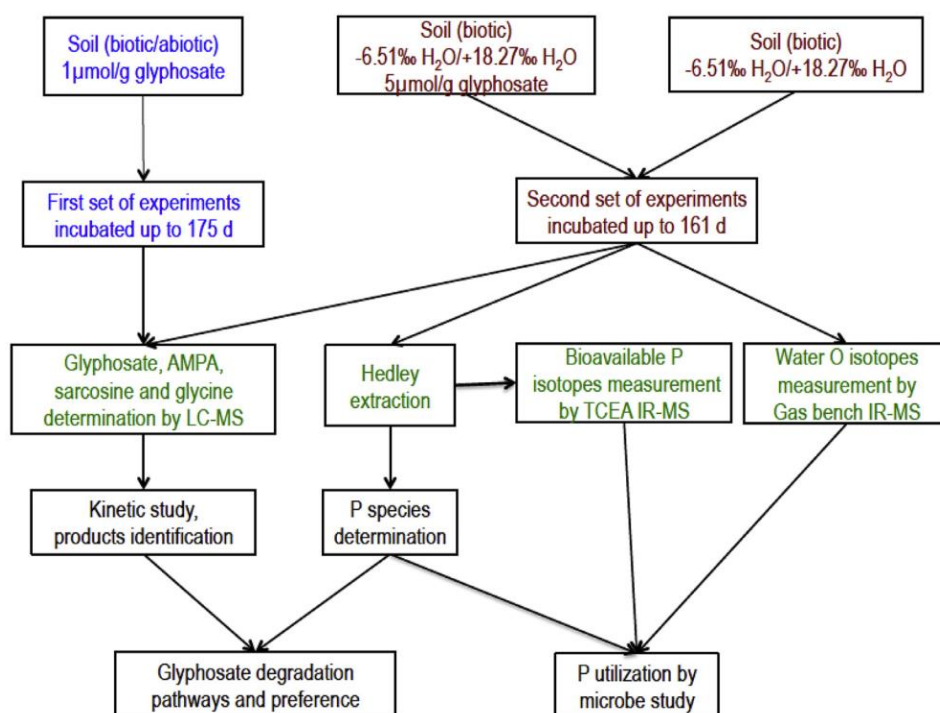 Soil (biotic/abiotic)
1µmol/g glyphosate
Soil (biotic)
-6.51‰ H₂O/+18.27‰ H₂O
5µmol/g glyphosate
Soil (biotic)
-6.51‰ H₂O/+18.27‰ H₂O
First set of experiments
incubated up to 175 d
Second set of experiments
incubated up to 161 d
Glyphosate, AMPA,
sarcosine and glycine
determination by LC-MS
Hedley
extraction
Bioavailable P
isotopes measurement
by TCEA IR-MS
Water O isotopes
measurement by
Gas bench IR-MS
Kinetic study,
products identification
P species
determination
Glyphosate degradation
pathways and preference
P utilization by
microbe study